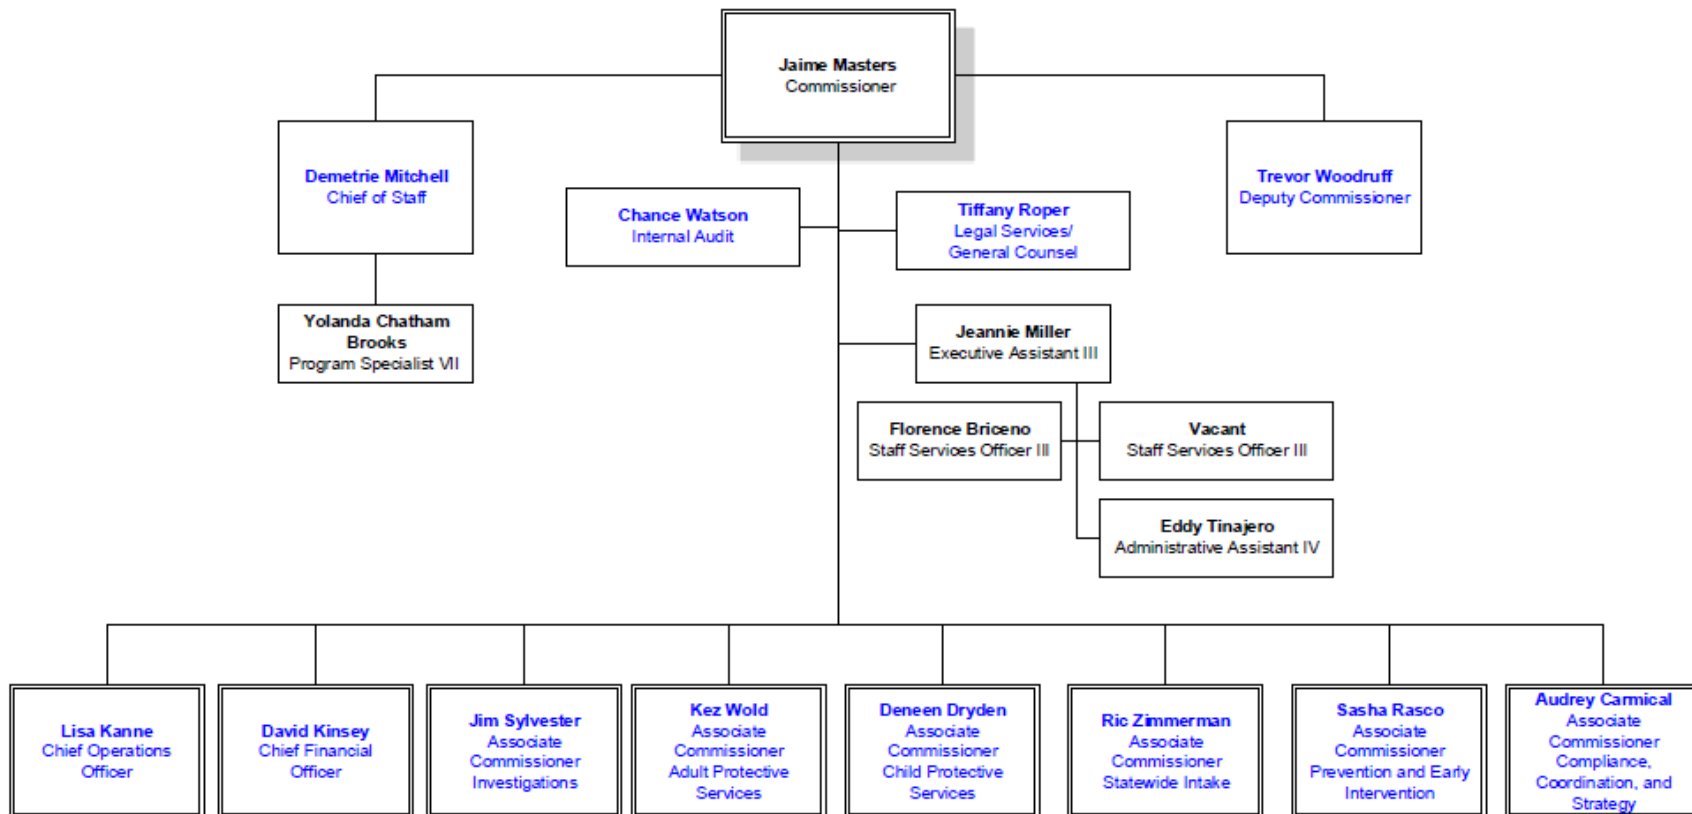 Jaime Masters
Commissioner
Demetrie Mitchell
Chief of Staff
Trevor Woodruff
Deputy Commissioner
Chance Watson
Internal Audit
Tiffany Roper
Legal Services/
General Counsel
Yolanda Chatham
Brooks
Program Specialist VII
Jeannie Miller
Executive Assistant III
Florence Briceno
Staff Services Officer III
Vacant
Staff Services Officer III
Eddy Tinajero
Administrative Assistant IV
Lisa Kanne
Chief Operations
Officer
David Kinsey
Chief Financial
Officer
Jim Sylvester
Associate
Commissioner
Investigations
Kez Wold
Associate
Commissioner
Adult Protective
Services
Deneen Dryden
Associate
Commissioner
Child Protective
Services
Ric Zimmerman
Associate
Commissioner
Statewide Intake
Sasha Rasco
Associate
Commissioner
Prevention and Early
Intervention
Audrey Carmical
Associate
Commissioner
Compliance,
Coordination, and
Strategy